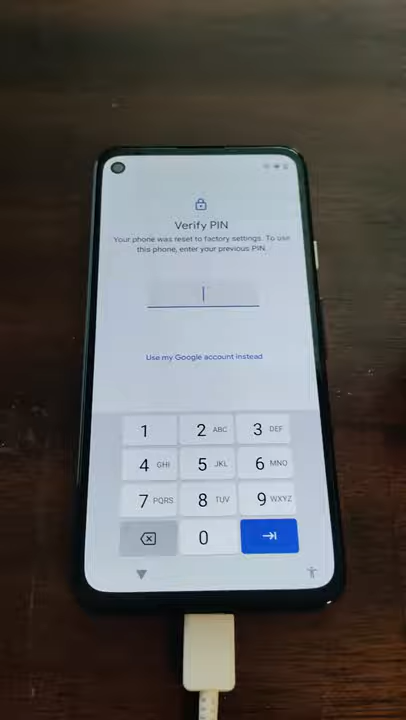 Verify PIN
Your phone was reset to factory settings. To use
this phone, enter your previous PIN.
Use my Google account instead
1
2 ABC
3 DEF
4 GHI
5 JKL
6 MNO
7 PQRS
8 TUV
9 WXYZ
0